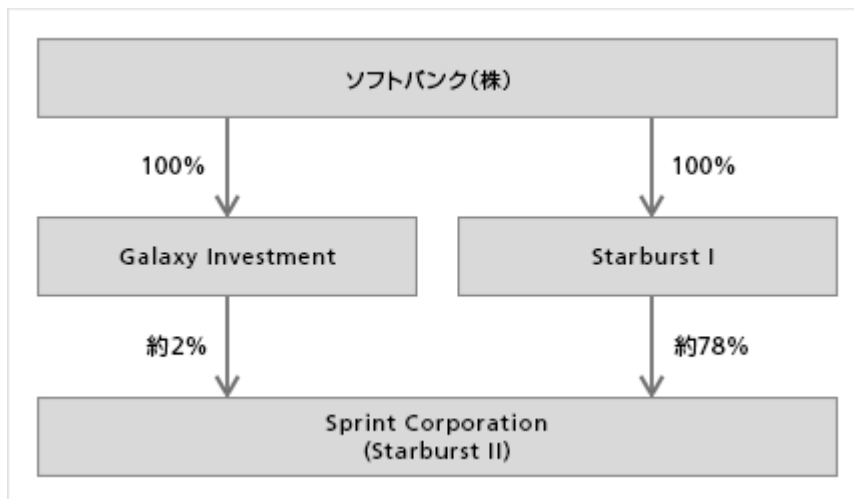 ソフトバンク(株)
100%
100%
Galaxy Investment
Starburst I
約2%
約78%
Sprint Corporation
(Starburst II)